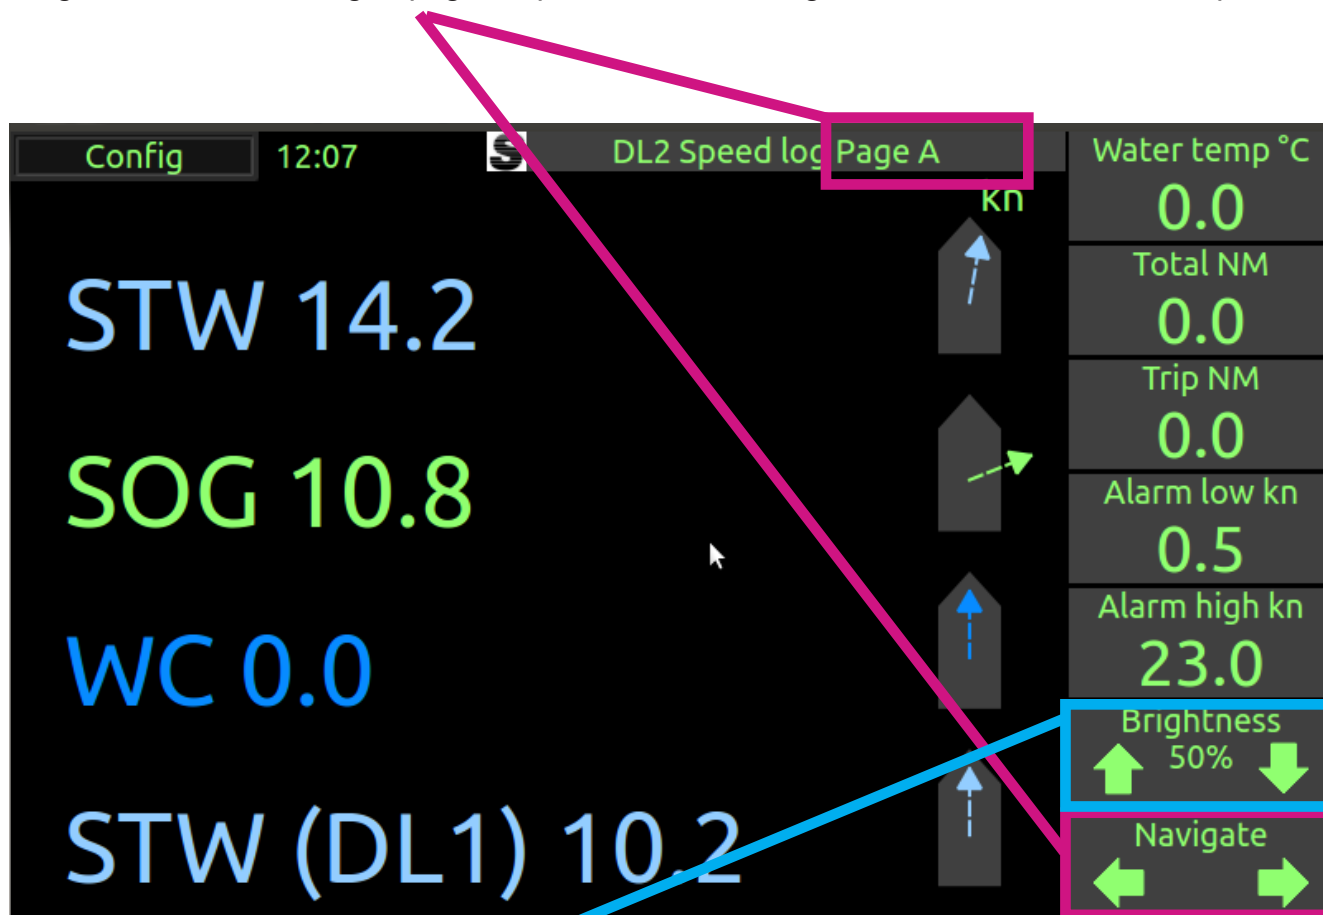 Config 12:07 S DL2 Speed log Page A
kn
STW 14.2
SOG 10.8
WC 0.0
STW (DL1) 10.2
Water temp °C
0.0
Total NM
0.0
Trip NM
0.0
Alarm low kn
0.5
Alarm high kn
23.0
Brightness
50%
Navigate